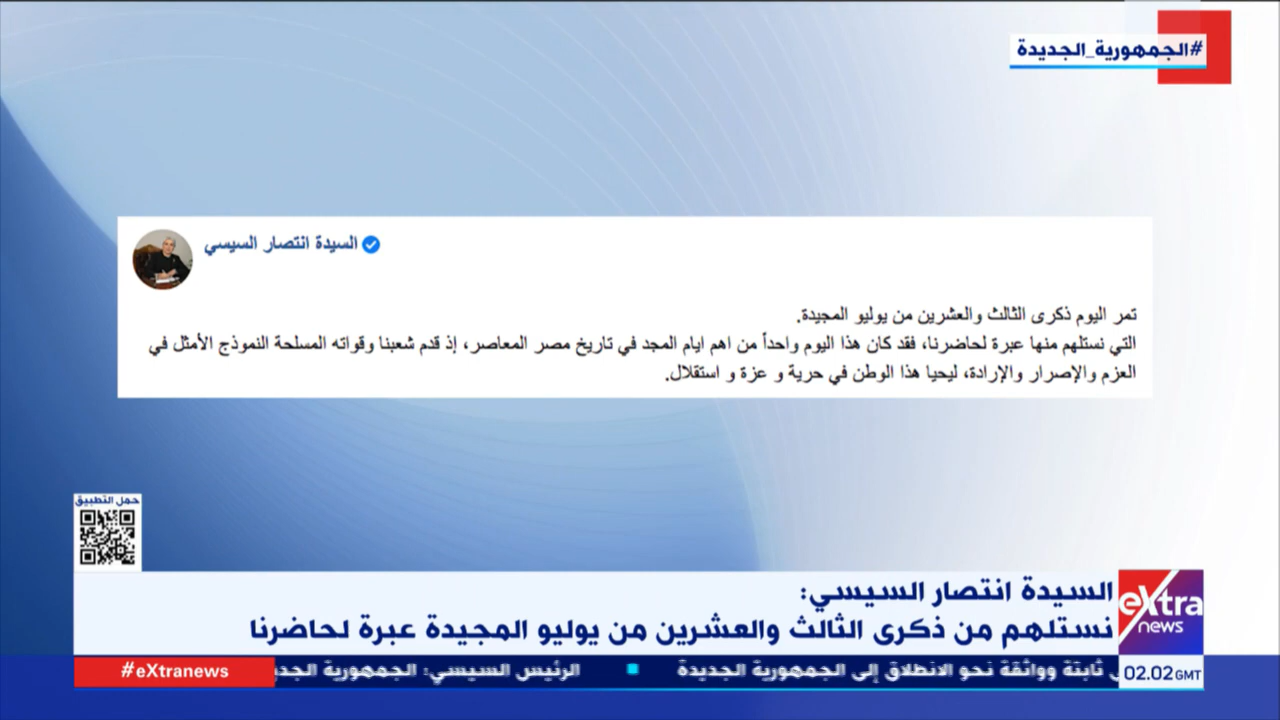 #الجمهورية_الجديدة
السيدة انتصار السيسي
تمر اليوم ذكرى الثالث والعشرين من يوليو المجيدة.
التي نستلهم منها عبرة لحاضرنا، فقد كان هذا اليوم واحداً من اهم ايام المجد في تاريخ مصر المعاصر، إذ قدم شعبنا وقواته المسلحة النموذج الأمثل في
العزم والإصرار والإرادة، ليحيا هذا الوطن في حرية و عزة و استقلال.
حمل التطبيق
السيدة انتصار السيسي:
نستلهم من ذكرى الثالث والعشرين من يوليو المجيدة عبرة لحاضرنا
eXtra
news
ثابتة وواثقة نحو الانطلاق إلى الجمهورية الجديدة ■ الرئيس السيسي: الجمهورية
#eXtranews
02.02 GMT